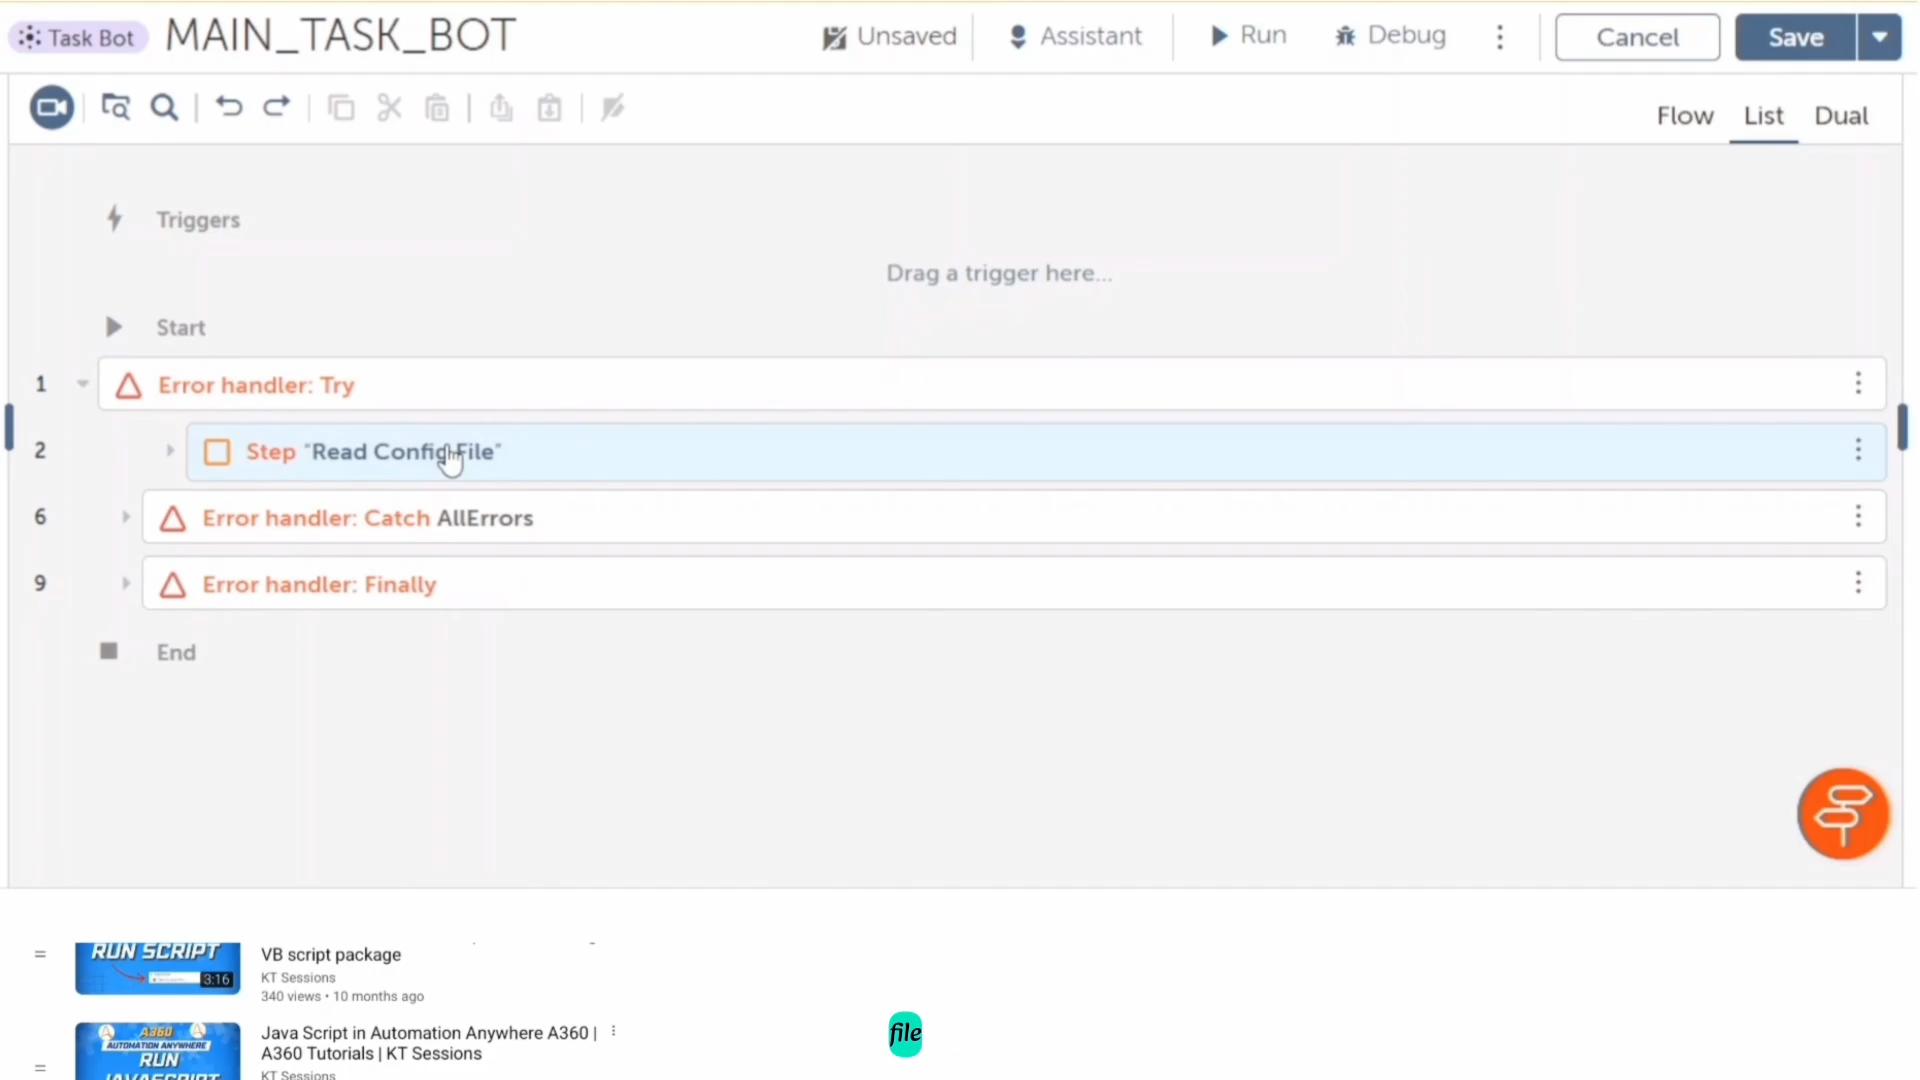 Task Bot MAIN_TASK_BOT Unsaved Assistant Run Debug Cancel Save
Flow List Dual
Triggers
Drag a trigger here...
Start
1 Error handler: Try
2 Step "Read Config File"
6 Error handler: Catch AllErrors
9 Error handler: Finally
End
RUN SCRIPT
3:16
VB script package
KT Sessions
340 views • 10 months ago
A360
AUTOMATION ANYWHERE
RUN
JAVASCRIPT
Java Script in Automation Anywhere A360 |
A360 Tutorials | KT Sessions
KT Sessions
file